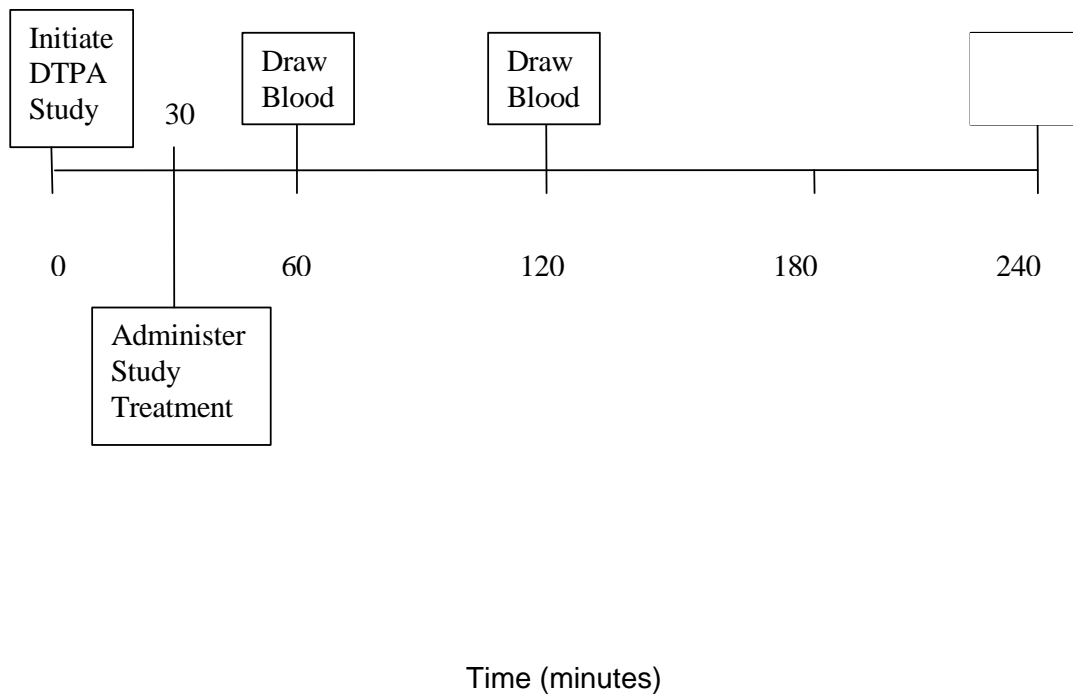 Initiate
DTPA
Study
30
Draw
Blood
Draw
Blood
0
60
120
180
240
Administer
Study
Treatment
Time (minutes)